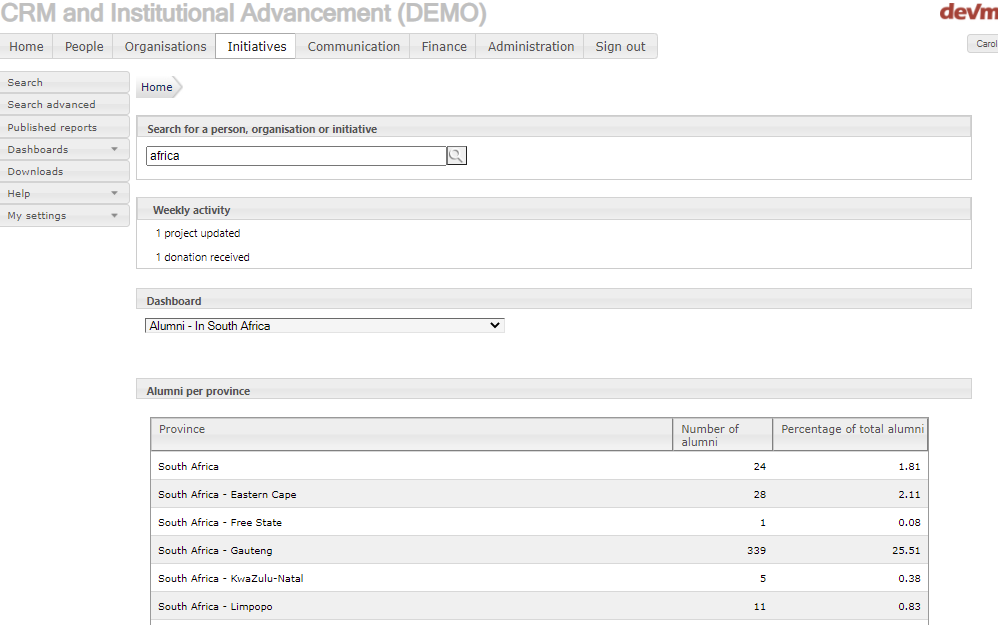 CRM and Institutional Advancement (DEMO)
devm
Home People Organisations Initiatives Communication Finance Administration Sign out
Carol
Search
Search advanced
Published reports
Dashboards
Downloads
Help
My settings
Home
Search for a person, organisation or initiative
africa
Weekly activity
1 project updated
1 donation received
Dashboard
Alumni - In South Africa
Alumni per province
Province Number of alumni Percentage of total alumni
South Africa 24 1.81
South Africa - Eastern Cape 28 2.11
South Africa - Free State 1 0.08
South Africa - Gauteng 339 25.51
South Africa - KwaZulu-Natal 5 0.38
South Africa - Limpopo 11 0.83